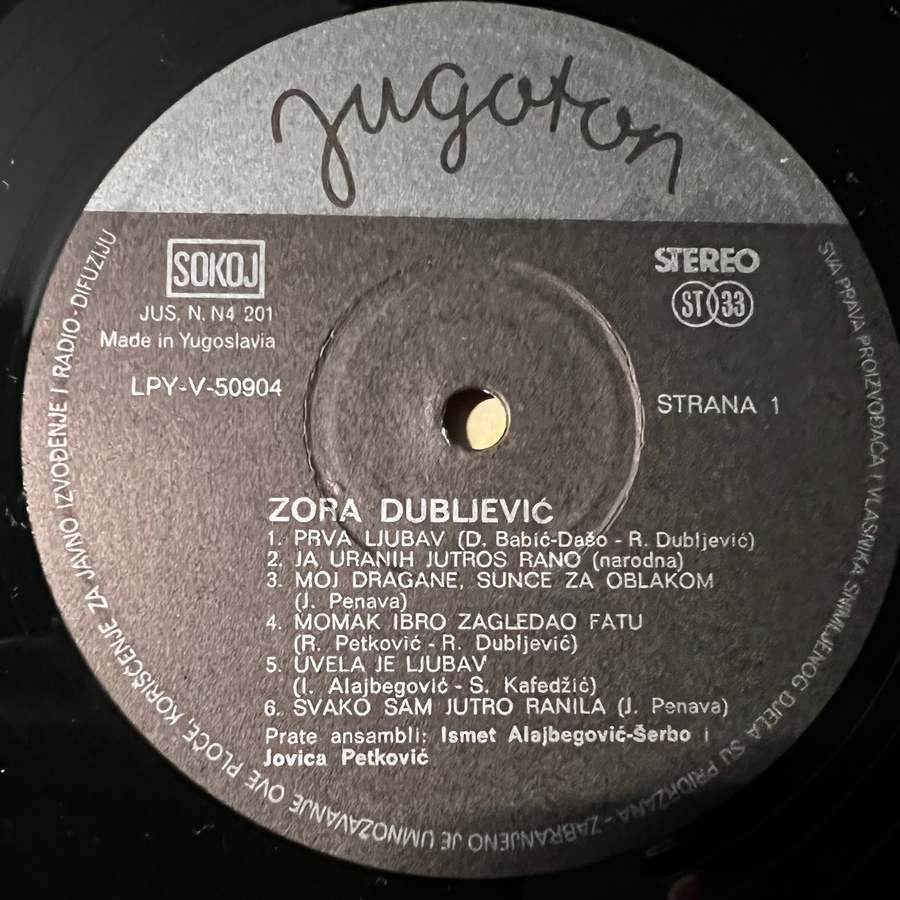 jugoton
SOKOJ
JUS. N. N4 201
Made in Yugoslavia
LPY-V-50904
STEREO
ST 33
STRANA 1
ZORA DUBLJEVIĆ
1. PRVA LJUBAV (D. Babić-Dašo - R. Dubljević)
2. JA URANIH JUTROS RANO (narodna)
3. MOJ DRAGANE, SUNCE ZA OBLAKOM
(J. Penava)
4. MOMAK IBRO ZAGLEDAO FATU
(R. Petković - R. Dubljević)
5. UVELA JE LJUBAV
(I. Alajbegović - S. Kafedžić)
6. SVAKO SAM JUTRO RANILA (J. Penava)
Prate ansambli: Ismet Alajbegović-Šerbo i
Jovica Petković
SVA PRAVA PROIZVOĐAČA I VLASNIKA SNIMLJENOG DJELA SU PRIDRŽANA - ZABRANJENO JE UMNOŽAVANJE OVE PLOČE, KORIŠĆENJE ZA JAVNO IZVOĐENJE I RADIO-DIFUZIJU